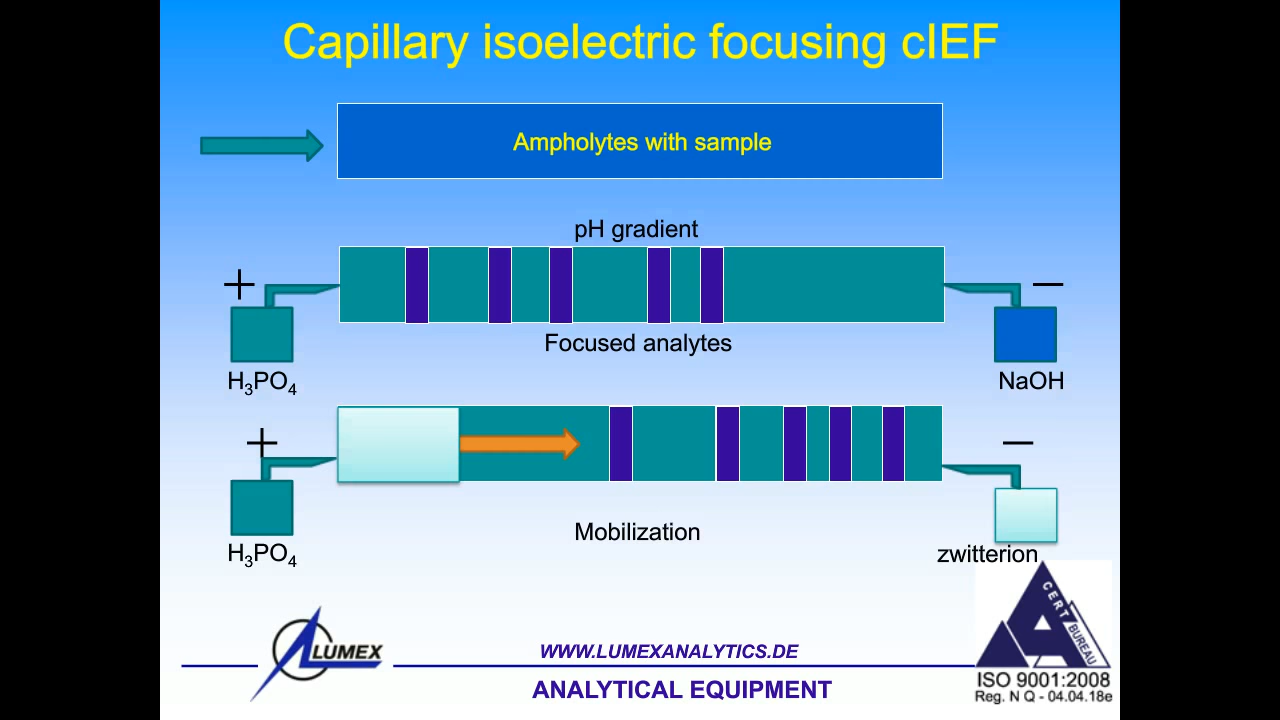 Capillary isoelectric focusing cIEF
Ampholytes with sample
pH gradient
+
–
Focused analytes
H₃PO₄
NaOH
+
–
Mobilization
H₃PO₄
zwitterion
LUMEX
WWW.LUMEXANALYTICS.DE
ANALYTICAL EQUIPMENT
CERT
BUREAU
ISO 9001:2008
Reg. N Q - 04.04.18e